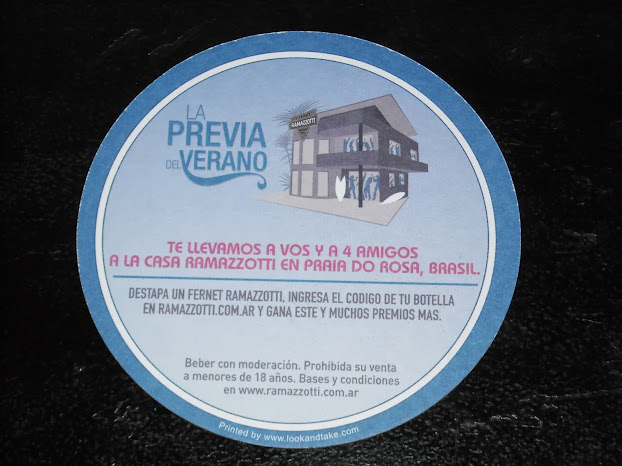 LA
PREVIA
DEL VERANO
RAMAZZOTTI
TE LLEVAMOS A VOS Y A 4 AMIGOS
A LA CASA RAMAZZOTTI EN PRAIA DO ROSA, BRASIL.
DESTAPA UN FERNET RAMAZZOTTI, INGRESA EL CODIGO DE TU BOTELLA
EN RAMAZZOTTI.COM.AR Y GANA ESTE Y MUCHOS PREMIOS MAS.
Beber con moderación. Prohibida su venta
a menores de 18 años. Bases y condiciones
en www.ramazzotti.com.ar
Printed by www.lookandtake.com